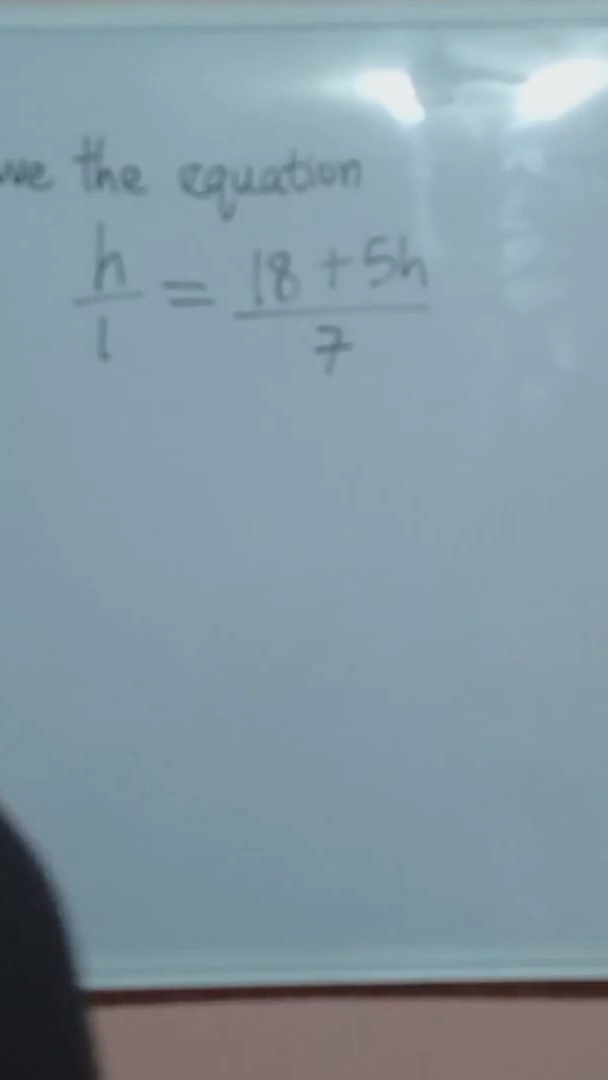 the equation
h/1 = 18 + 5h/7